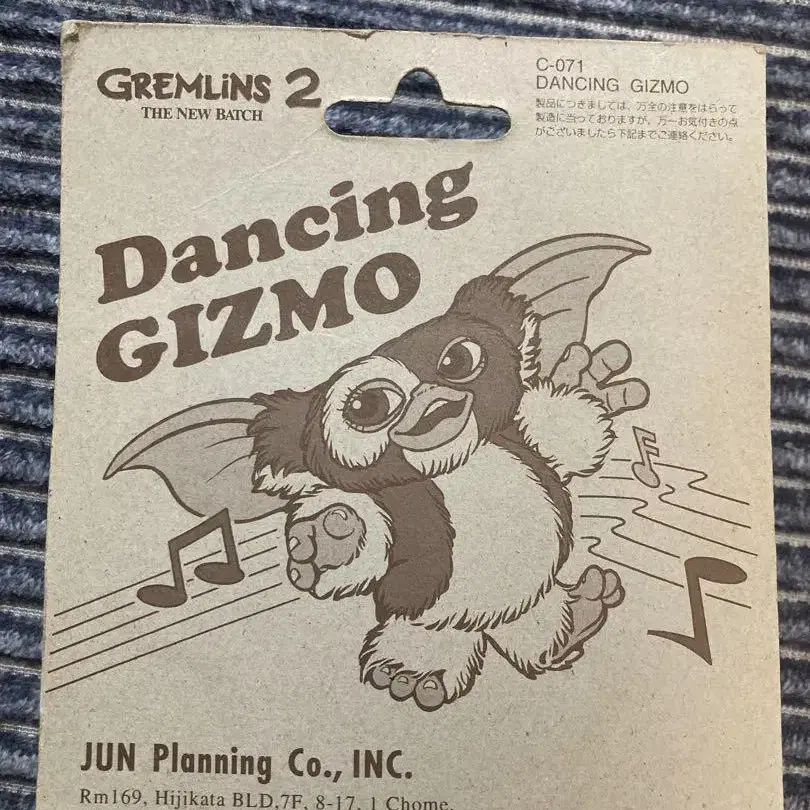 GREMLINS 2
THE NEW BATCH
C-071
DANCING GIZMO
製品につきましては、万全の注意をはらって
製造に当っておりますが、万一お気付きの点
がございましたら下記までご連絡ください。
Dancing
GIZMO
JUN Planning Co., INC.
Rm169, Hijikata BLD,7F, 8-17, 1 Chome,